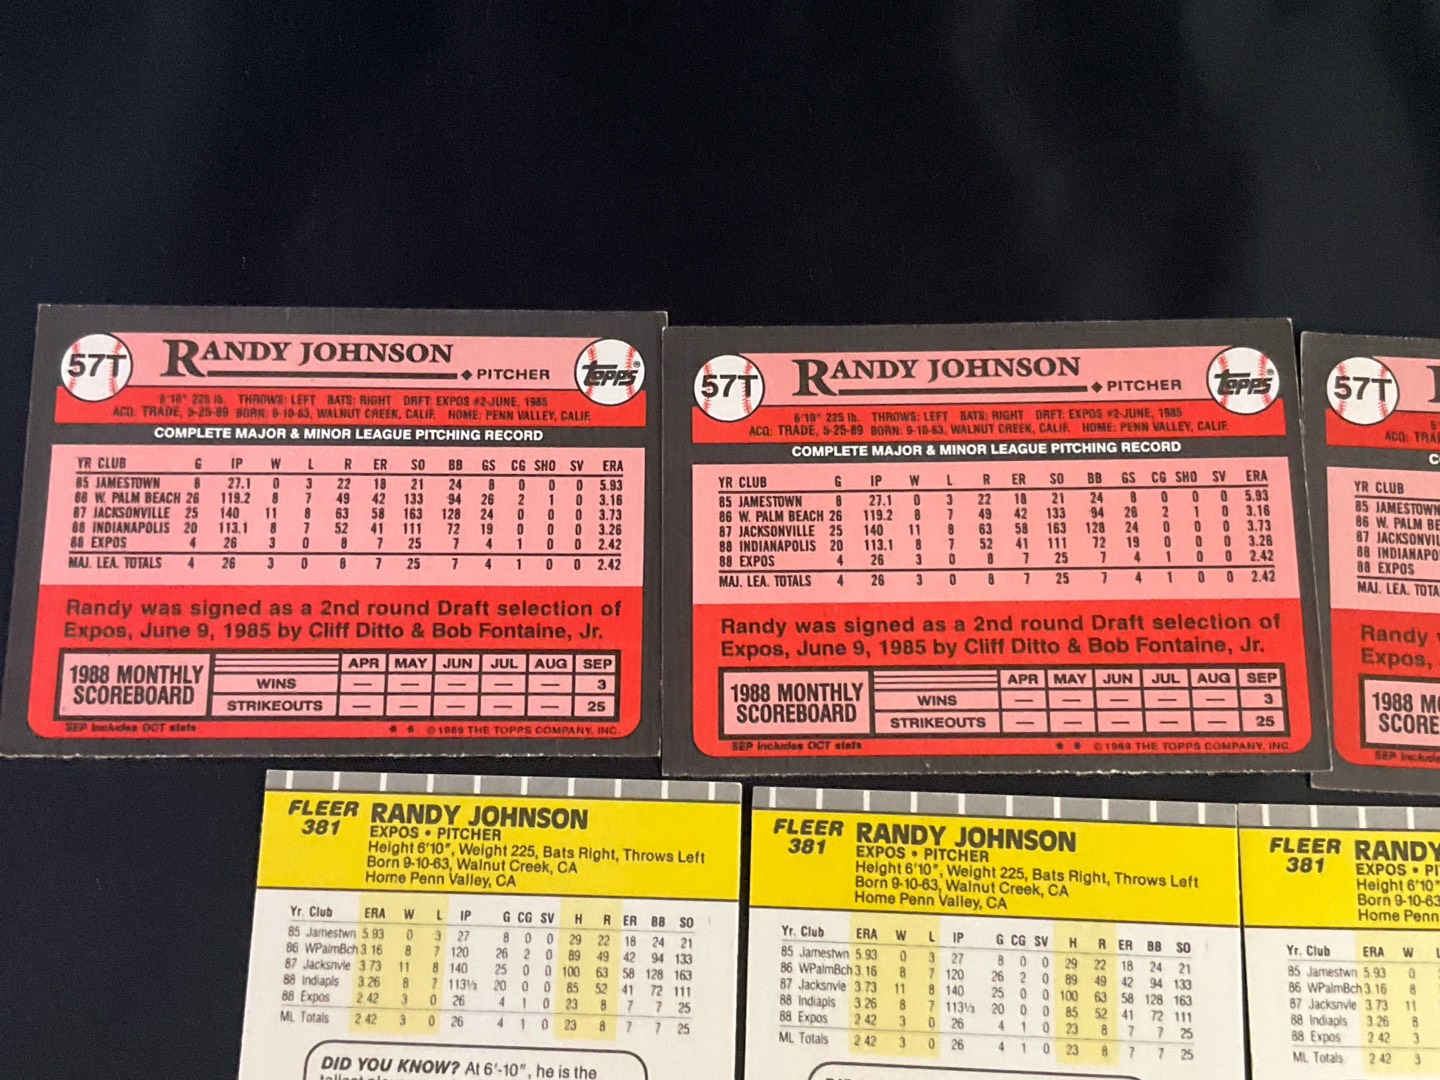 57T
RANDY JOHNSON
◆ PITCHER
Topps
6'10" 225 lb. THROWS: LEFT BATS: RIGHT DRFT: EXPOS #2-JUNE, 1985
ACQ. TRADE, 5-25-89 BORN: 9-10-63, WALNUT CREEK, CALIF. HOME: PENN VALLEY, CALIF.
COMPLETE MAJOR & MINOR LEAGUE PITCHING RECORD
YR CLUB G IP W L R ER SO BB GS CG SHO SV ERA
85 JAMESTOWN 8 27.1 0 3 22 18 21 24 8 0 0 0 5.93
86 W. PALM BEACH 26 119.2 8 7 49 42 133 94 26 2 1 0 3.16
87 JACKSONVILLE 25 140 11 8 63 58 163 128 24 0 0 0 3.73
88 INDIANAPOLIS 20 113.1 8 7 52 41 111 72 19 0 0 0 3.26
88 EXPOS 4 26 3 0 8 7 25 7 4 1 0 0 2.42
MAJ. LEA. TOTALS 4 26 3 0 8 7 25 7 4 1 0 0 2.42
Randy was signed as a 2nd round Draft selection of
Expos, June 9, 1985 by Cliff Ditto & Bob Fontaine, Jr.
1988 MONTHLY
SCOREBOARD
APR MAY JUN JUL AUG SEP
WINS — — — — — 3
STRIKEOUTS — — — — — 25
SEP Includes OCT stats
* * © 1989 THE TOPPS COMPANY, INC.
57T
RANDY JOHNSON
◆ PITCHER
Topps
6'10" 225 lb. THROWS: LEFT BATS: RIGHT DRFT: EXPOS #2-JUNE, 1985
ACQ: TRADE, 5-25-89 BORN: 9-10-63, WALNUT CREEK, CALIF. HOME: PENN VALLEY, CALIF.
COMPLETE MAJOR & MINOR LEAGUE PITCHING RECORD
YR CLUB G IP W L R ER SO BB GS CG SHO SV ERA
85 JAMESTOWN 8 27.1 0 3 22 18 21 24 8 0 0 0 5.93
86 W. PALM BEACH 26 119.2 8 7 49 42 133 94 26 2 1 0 3.16
87 JACKSONVILLE 25 140 11 8 63 58 163 128 24 0 0 0 3.73
88 INDIANAPOLIS 20 113.1 8 7 52 41 111 72 19 0 0 0 3.26
88 EXPOS 4 26 3 0 8 7 25 7 4 1 0 0 2.42
MAJ. LEA. TOTALS 4 26 3 0 8 7 25 7 4 1 0 0 2.42
Randy was signed as a 2nd round Draft selection of
Expos, June 9, 1985 by Cliff Ditto & Bob Fontaine, Jr.
1988 MONTHLY
SCOREBOARD
APR MAY JUN JUL AUG SEP
WINS — — — — — 3
STRIKEOUTS — — — — — 25
SEP Includes OCT stats
* * © 1989 THE TOPPS COMPANY, INC.
57T
ACQ: TRA
YR CLUB
85 JAMESTOWN
86 W. PALM BE
87 JACKSONVIL
88 INDIANAPO
88 EXPOS
MAJ. LEA. TOTA
Randy
Expos,
1988 M
SCORE
SEP Includ
FLEER
381
RANDY JOHNSON
EXPOS • PITCHER
Height 6'10", Weight 225, Bats Right, Throws Left
Born 9-10-63, Walnut Creek, CA
Home Penn Valley, CA
Yr. Club ERA W L IP G CG SV H R ER BB SO
85 Jamestwn 5 93 0 3 27 8 0 0 29 22 18 24 21
86 WPalmBch 3 16 8 7 120 26 2 0 89 49 42 94 133
87 Jacksnvle 3 73 11 8 140 25 0 0 100 63 58 128 163
88 Indiapls 3 26 8 7 113⅓ 20 0 0 85 52 41 72 111
88 Expos 2 42 3 0 26 4 1 0 23 8 7 7 25
ML Totals 2 42 3 0 26 4 1 0 23 8 7 7 25
DID YOU KNOW? At 6'-10", he is the
FLEER
381
RANDY JOHNSON
EXPOS • PITCHER
Height 6'10", Weight 225, Bats Right, Throws Left
Born 9-10-63, Walnut Creek, CA
Home Penn Valley, CA
Yr. Club ERA W L IP G CG SV H R ER BB SO
85 Jamestwn 5 93 0 3 27 8 0 0 29 22 18 24 21
86 WPalmBch 3 16 8 7 120 26 2 0 89 49 42 94 133
87 Jacksnvle 3 73 11 8 140 25 0 0 100 63 58 128 163
88 Indiapls 3 26 8 7 113⅓ 20 0 0 85 52 41 72 111
88 Expos 2 42 3 0 26 4 1 0 23 8 7 7 25
ML Totals 2 42 3 0 26 4 1 0 23 8 7 7 25
FLEER
381
RANDY
EXPOS • PI
Height 6'10"
Born 9-10-63
Home Penn
Yr. Club ERA W L
85 Jamestwn 5 93 0
86 WPalmBch 3 16 8
87 Jacksnvle 3 73 11
88 Indiapls 3 26 8
88 Expos 2 42 3
ML Totals 2 42 3